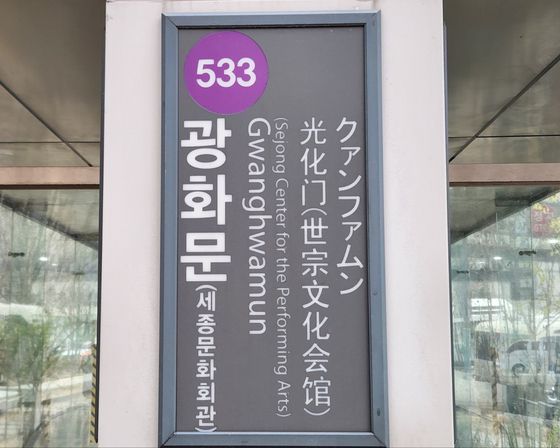 533
광화문(세종문화회관)
Gwanghwamun
(Sejong Center for the Performing Arts)
光化门(世宗文化会馆)
クァンファムン